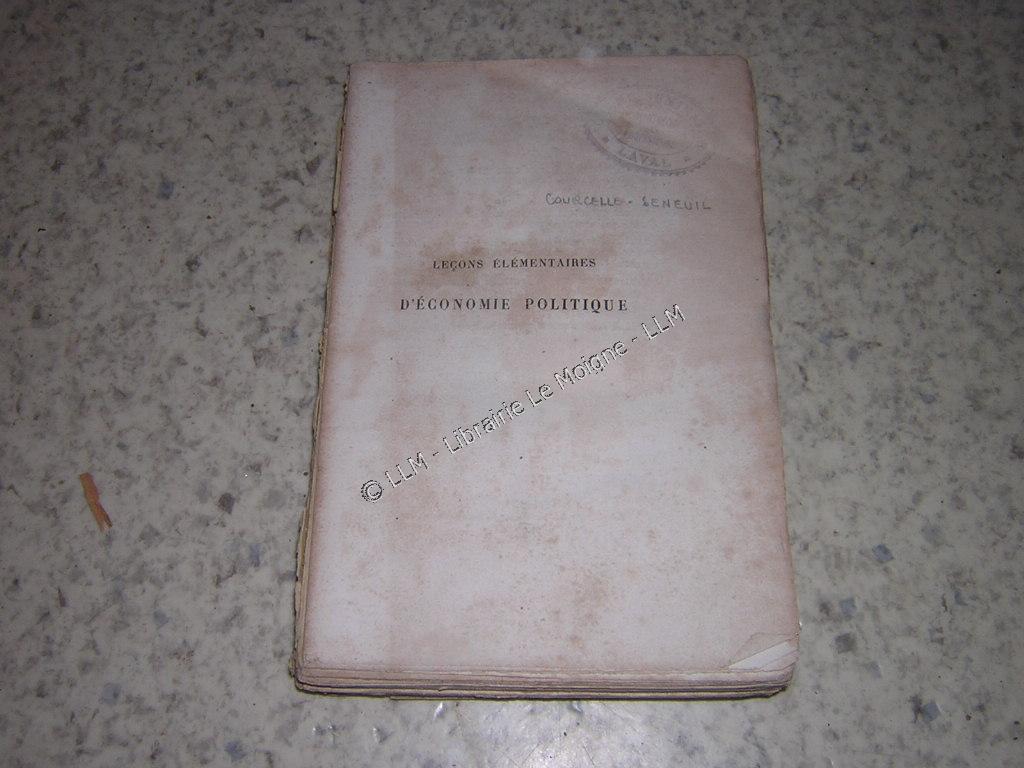 LAVAL
COURCELLE - SENEUIL
LEÇONS ÉLÉMENTAIRES
D'ÉCONOMIE POLITIQUE
© LLM - Librairie Le Moigne - LLM